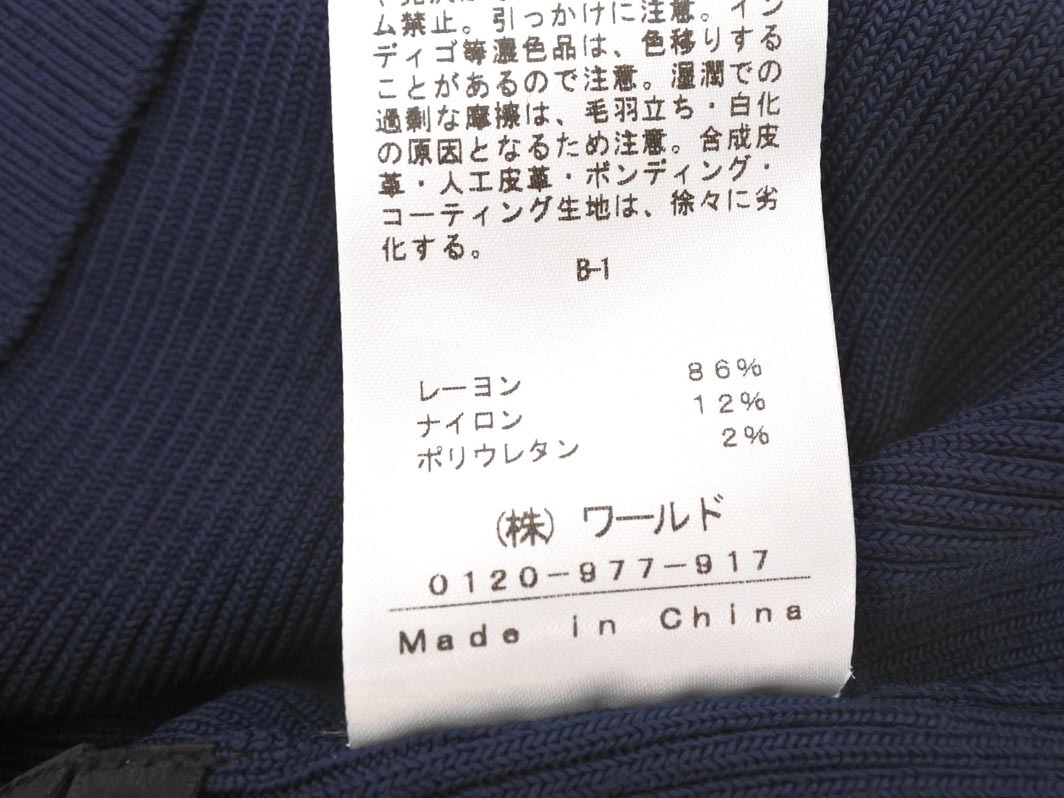 ム禁止。引っかけに注意。イン
ディゴ等濃色品は、色移りする
ことがあるので注意。湿潤での
過剰な摩擦は、毛羽立ち・白化
の原因となるため注意。合成皮
革・人工皮革・ボンディング・
コーティング生地は、徐々に劣
化する。
B-1
レーヨン 86%
ナイロン 12%
ポリウレタン 2%
(株) ワールド
0120-977-917
Made in China